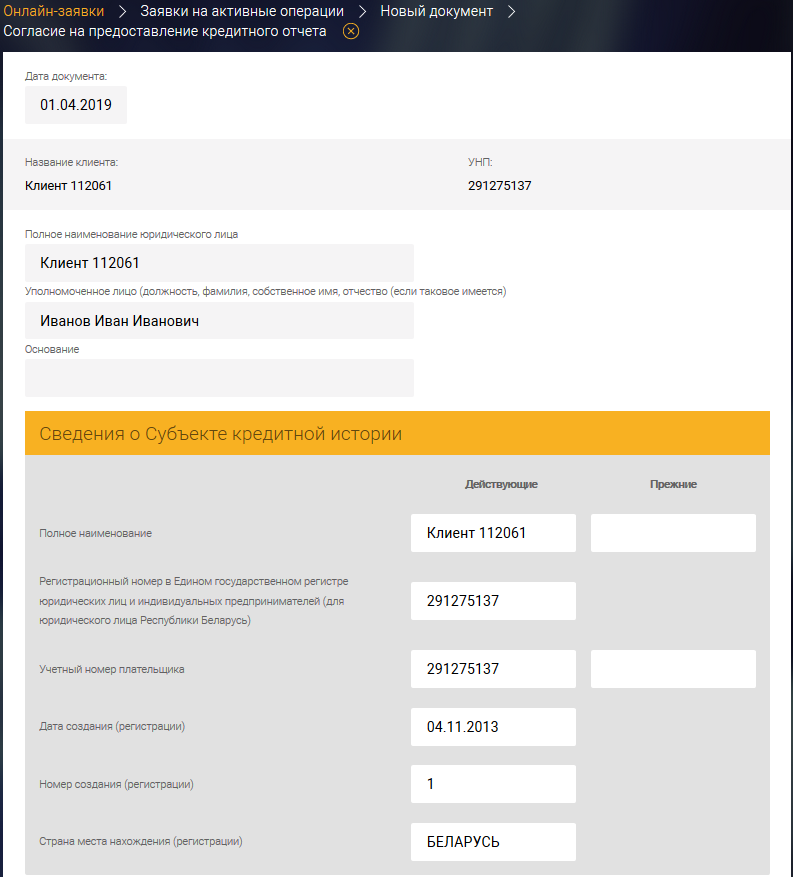 Онлайн-заявки > Заявки на активные операции > Новый документ >
Согласие на предоставление кредитного отчета
Дата документа:
01.04.2019
Название клиента: УНП:
Клиент 112061 291275137
Полное наименование юридического лица
Клиент 112061
Уполномоченное лицо (должность, фамилия, собственное имя, отчество (если таковое имеется)
Иванов Иван Иванович
Основание
Сведения о Субъекте кредитной истории
Действующие Прежние
Полное наименование Клиент 112061
Регистрационный номер в Едином государственном регистре
юридических лиц и индивидуальных предпринимателей (для
юридического лица Республики Беларусь)
291275137
Учетный номер плательщика 291275137
Дата создания (регистрации) 04.11.2013
Номер создания (регистрации) 1
Страна места нахождения (регистрации) БЕЛАРУСЬ